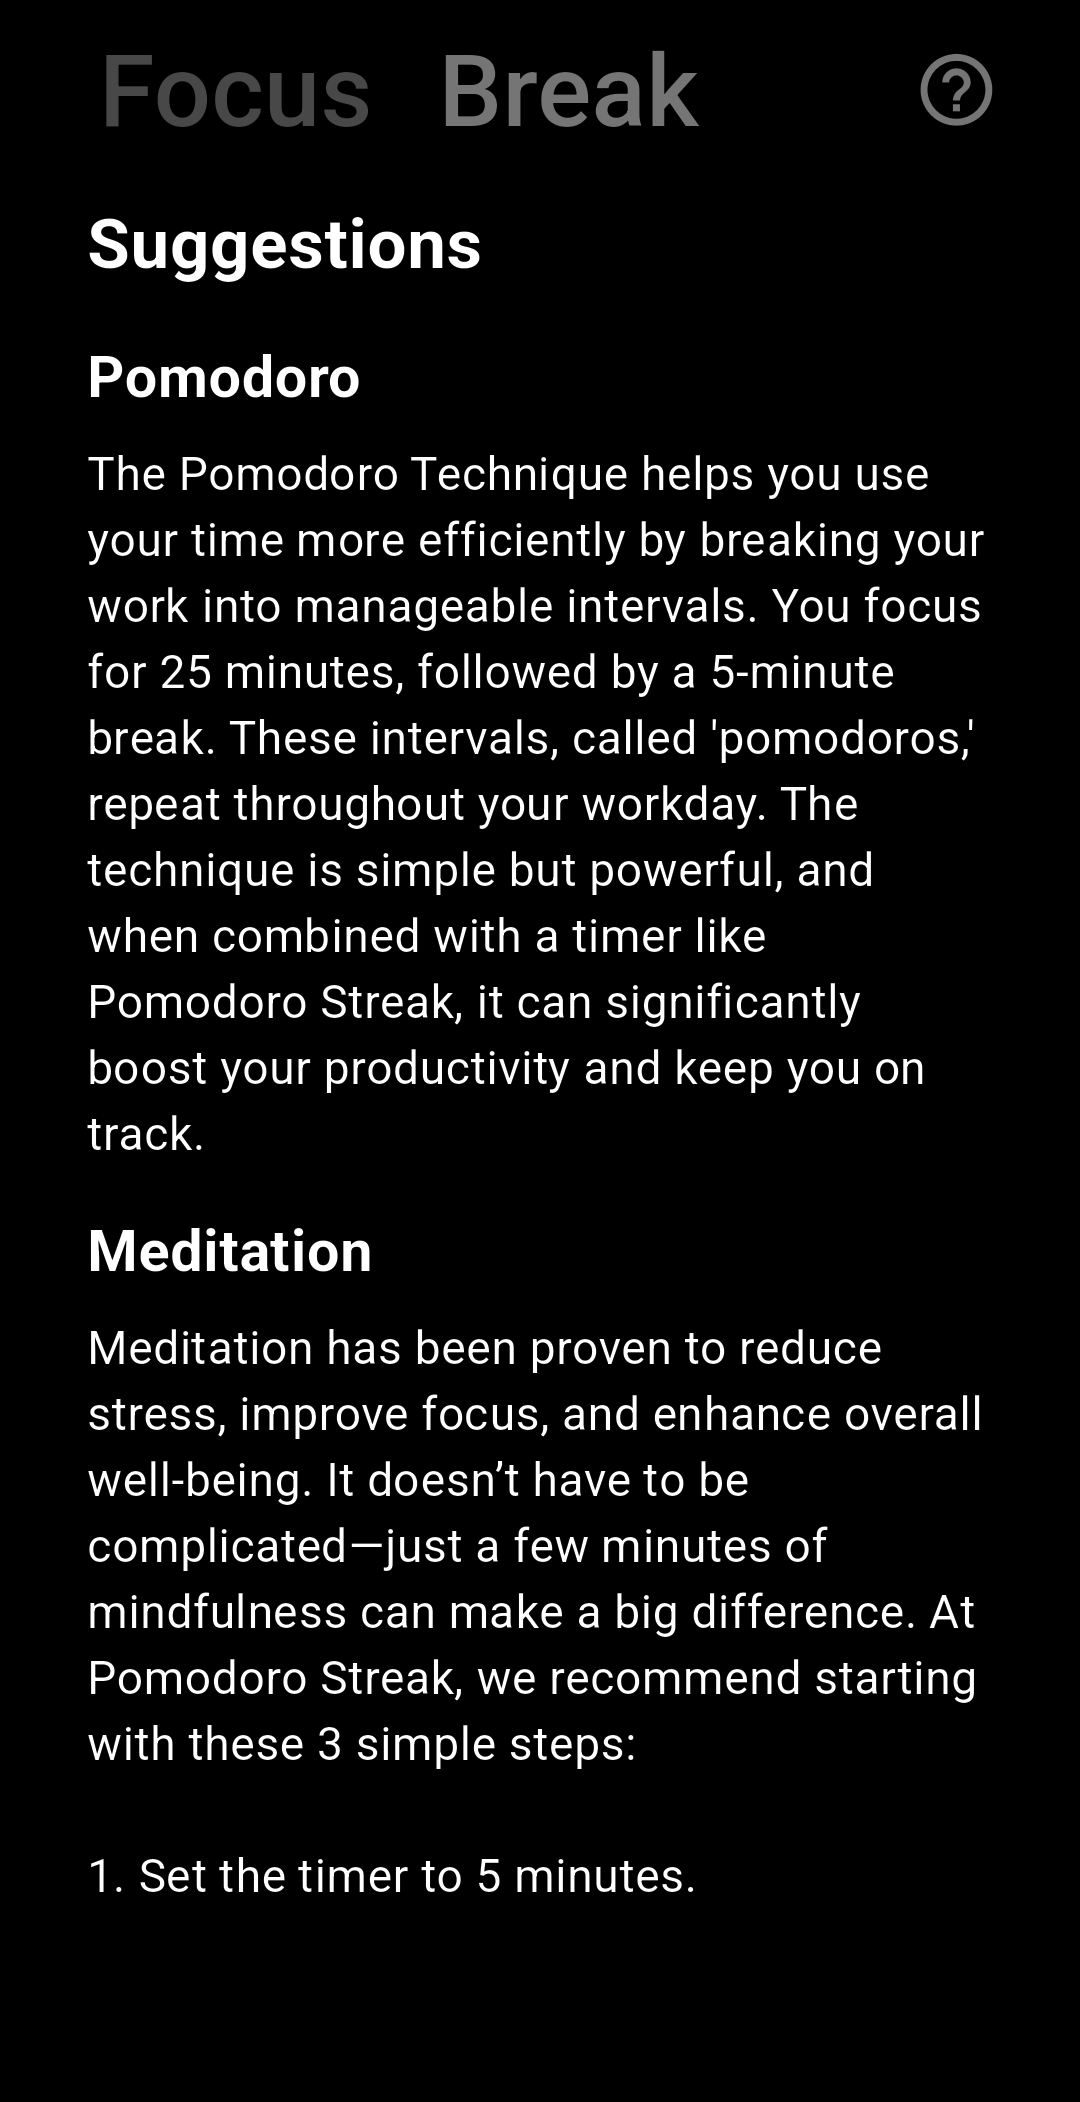 Focus Break
Suggestions
Pomodoro
The Pomodoro Technique helps you use
your time more efficiently by breaking your
work into manageable intervals. You focus
for 25 minutes, followed by a 5-minute
break. These intervals, called 'pomodoros,'
repeat throughout your workday. The
technique is simple but powerful, and
when combined with a timer like
Pomodoro Streak, it can significantly
boost your productivity and keep you on
track.
Meditation
Meditation has been proven to reduce
stress, improve focus, and enhance overall
well-being. It doesn’t have to be
complicated—just a few minutes of
mindfulness can make a big difference. At
Pomodoro Streak, we recommend starting
with these 3 simple steps:
1. Set the timer to 5 minutes.